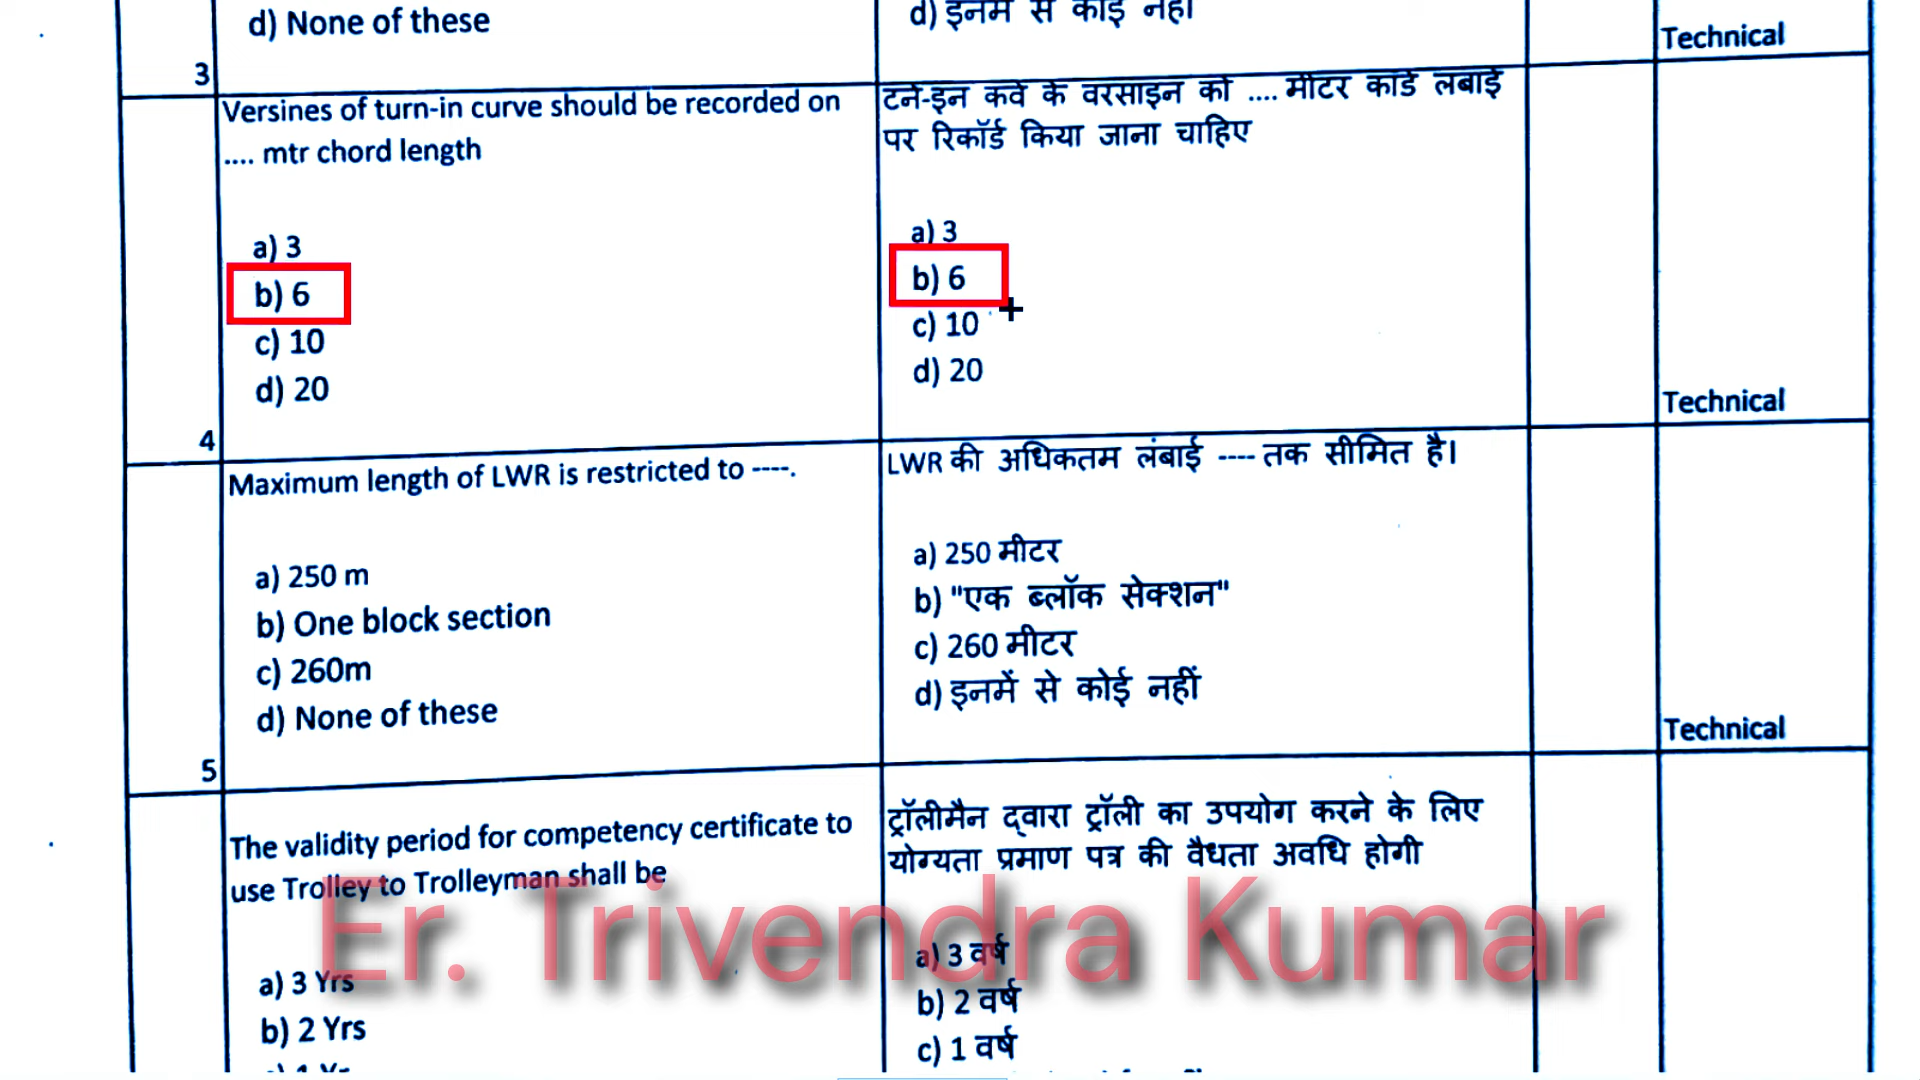 d) None of these
d) इनमें से कोई नहीं
Technical
3
Versines of turn-in curve should be recorded on
.... mtr chord length
टर्न-इन कर्व के वरसाइन को .... मीटर कार्ड लंबाई
पर रिकॉर्ड किया जाना चाहिए
a) 3
b) 6
c) 10
d) 20
a) 3
b) 6
c) 10
d) 20
Technical
4
Maximum length of LWR is restricted to ----.
LWR की अधिकतम लंबाई ---- तक सीमित है।
a) 250 m
b) One block section
c) 260m
d) None of these
a) 250 मीटर
b) "एक ब्लॉक सेक्शन"
c) 260 मीटर
d) इनमें से कोई नहीं
Technical
5
The validity period for competency certificate to
use Trolley to Trolleyman shall be
ट्रॉलीमैन द्वारा ट्रॉली का उपयोग करने के लिए
योग्यता प्रमाण पत्र की वैधता अवधि होगी
Er. Trivendra Kumar
a) 3 Yrs
b) 2 Yrs
a) 3 वर्ष
b) 2 वर्ष
c) 1 वर्ष